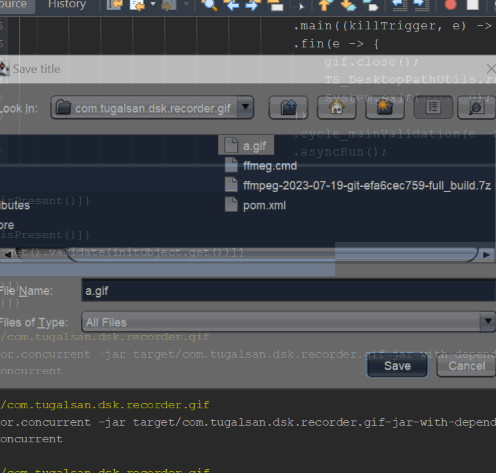 ource History
.main((killTrigger, e) ->
.fin(e -> {
gif.close();
Save title
Look In: com.tugalsan.dsk.recorder.gif
.cycle_mainValidation(e
a.gif
.asyncRun();
ffmeg.cmd
ffmpeg-2023-07-19-git-efa6cec759-full_build.7z
isPresent()]}
ibutes
pom.xml
ore
isPresent()]}
t().validate(initObject.get())]]
File Name: a.gif
)]}
Files of Type: All Files
/com.tugalsan.dsk.recorder.gif
or.concurrent -jar target/com.tugalsan.dsk.recorder.gif-jar-with-depend
oncurrent
Save Cancel
/com.tugalsan.dsk.recorder.gif
or.concurrent -jar target/com.tugalsan.dsk.recorder.gif-jar-with-depend
oncurrent
/com.tugalsan.dsk.recorder.gif